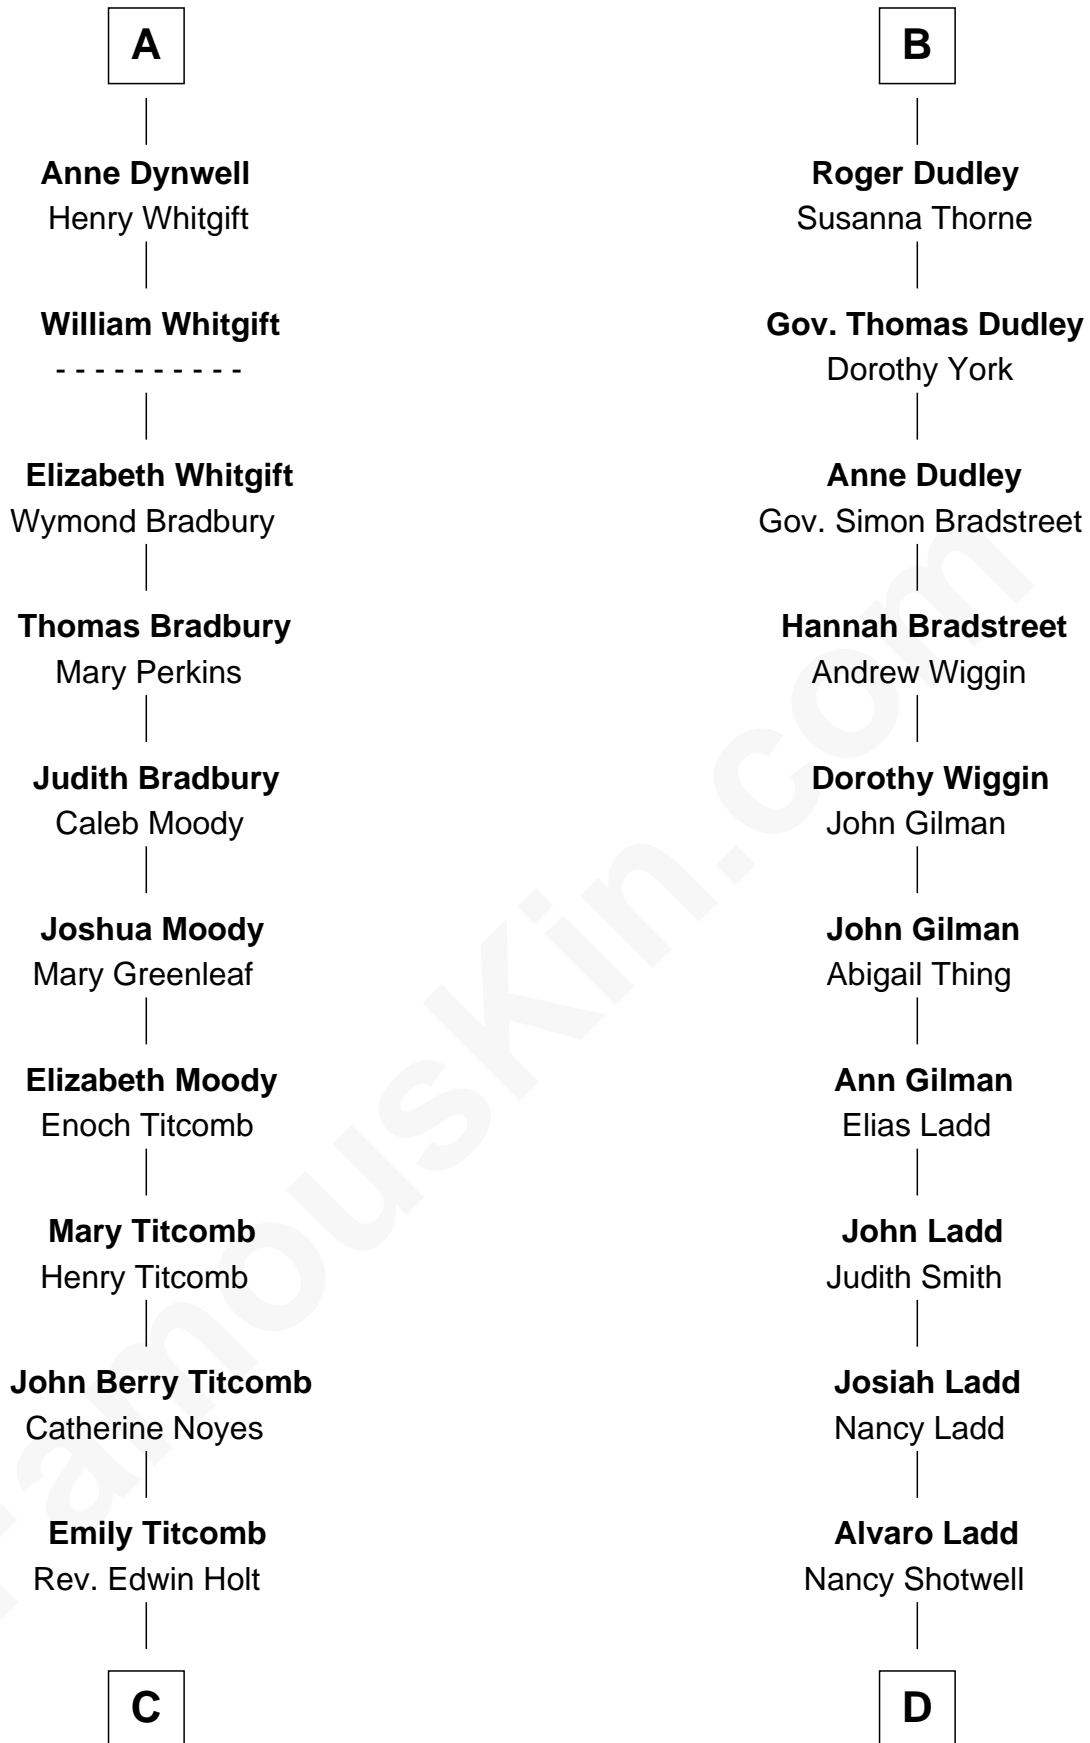 A
Anne Dynwell
Henry Whitgift
William Whitgift
- - - - - - - - - -
Elizabeth Whitgift
Wymond Bradbury
Thomas Bradbury
Mary Perkins
Judith Bradbury
Caleb Moody
Joshua Moody
Mary Greenleaf
Elizabeth Moody
Enoch Titcomb
Mary Titcomb
Henry Titcomb
John Berry Titcomb
Catherine Noyes
Emily Titcomb
Rev. Edwin Holt
C
B
Roger Dudley
Susanna Thorne
Gov. Thomas Dudley
Dorothy York
Anne Dudley
Gov. Simon Bradstreet
Hannah Bradstreet
Andrew Wiggin
Dorothy Wiggin
John Gilman
John Gilman
Abigail Thing
Ann Gilman
Elias Ladd
John Ladd
Judith Smith
Josiah Ladd
Nancy Ladd
Alvaro Ladd
Nancy Shotwell
D
FamousKin.com